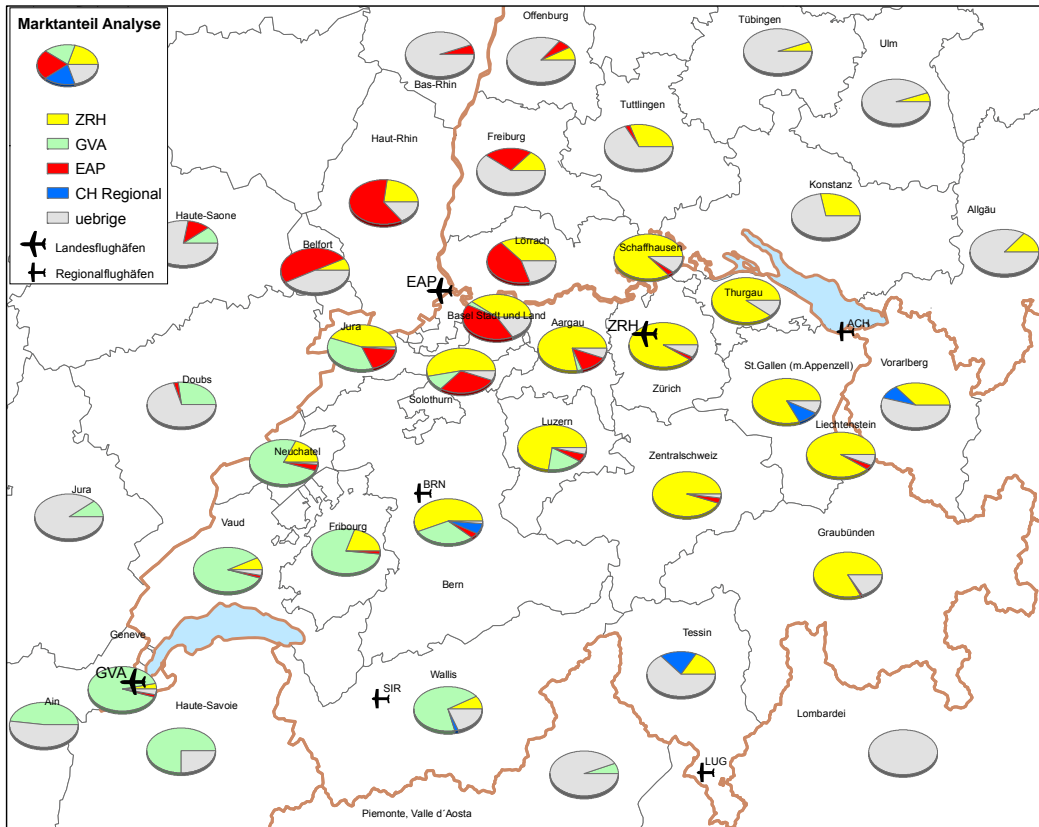 Marktanteil Analyse
ZRH
GVA
EAP
CH Regional
uebrige
Landesflughäfen
Regionalflughäfen
Offenburg
Tübingen
Ulm
Bas-Rhin
Tuttlingen
Haut-Rhin
Freiburg
Konstanz
Allgäu
Haute-Saone
Belfort
Lörrach
Schaffhausen
EAP
Thurgau
Basel Stadt und Land
Jura
Aargau
ZRH
ACH
St.Gallen (m.Appenzell)
Vorarlberg
Doubs
Zürich
Solothurn
Luzern
Liechtenstein
Neuchatel
Zentralschweiz
Jura
BRN
Vaud
Fribourg
Graubünden
Bern
Geneve
Tessin
GVA
Wallis
SIR
Ain
Haute-Savoie
Lombardei
LUG
Piemonte, Valle d´Aosta